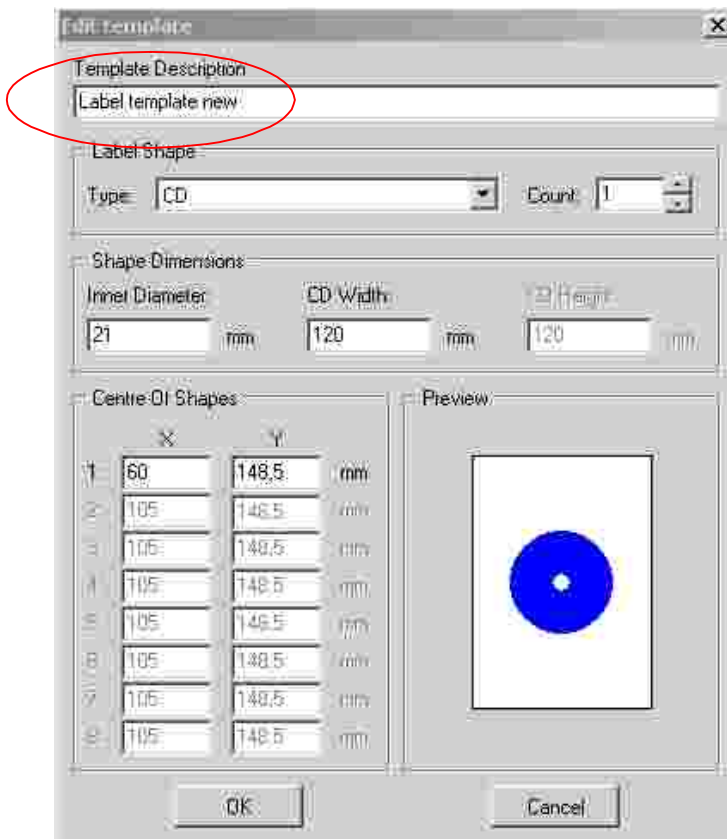 Edit template
Template Description
Label template new
Label Shape
Type: CD Count: 1
Shape Dimensions
Inner Diameter CD Width CD Height
21 mm 120 mm 120 mm
Centre Of Shapes Preview
X Y
1 60 148,5 mm
2 105 148,5 mm
3 105 148,5 mm
4 105 148,5 mm
5 105 148,5 mm
6 105 148,5 mm
7 105 148,5 mm
8 105 148,5 mm
OK Cancel